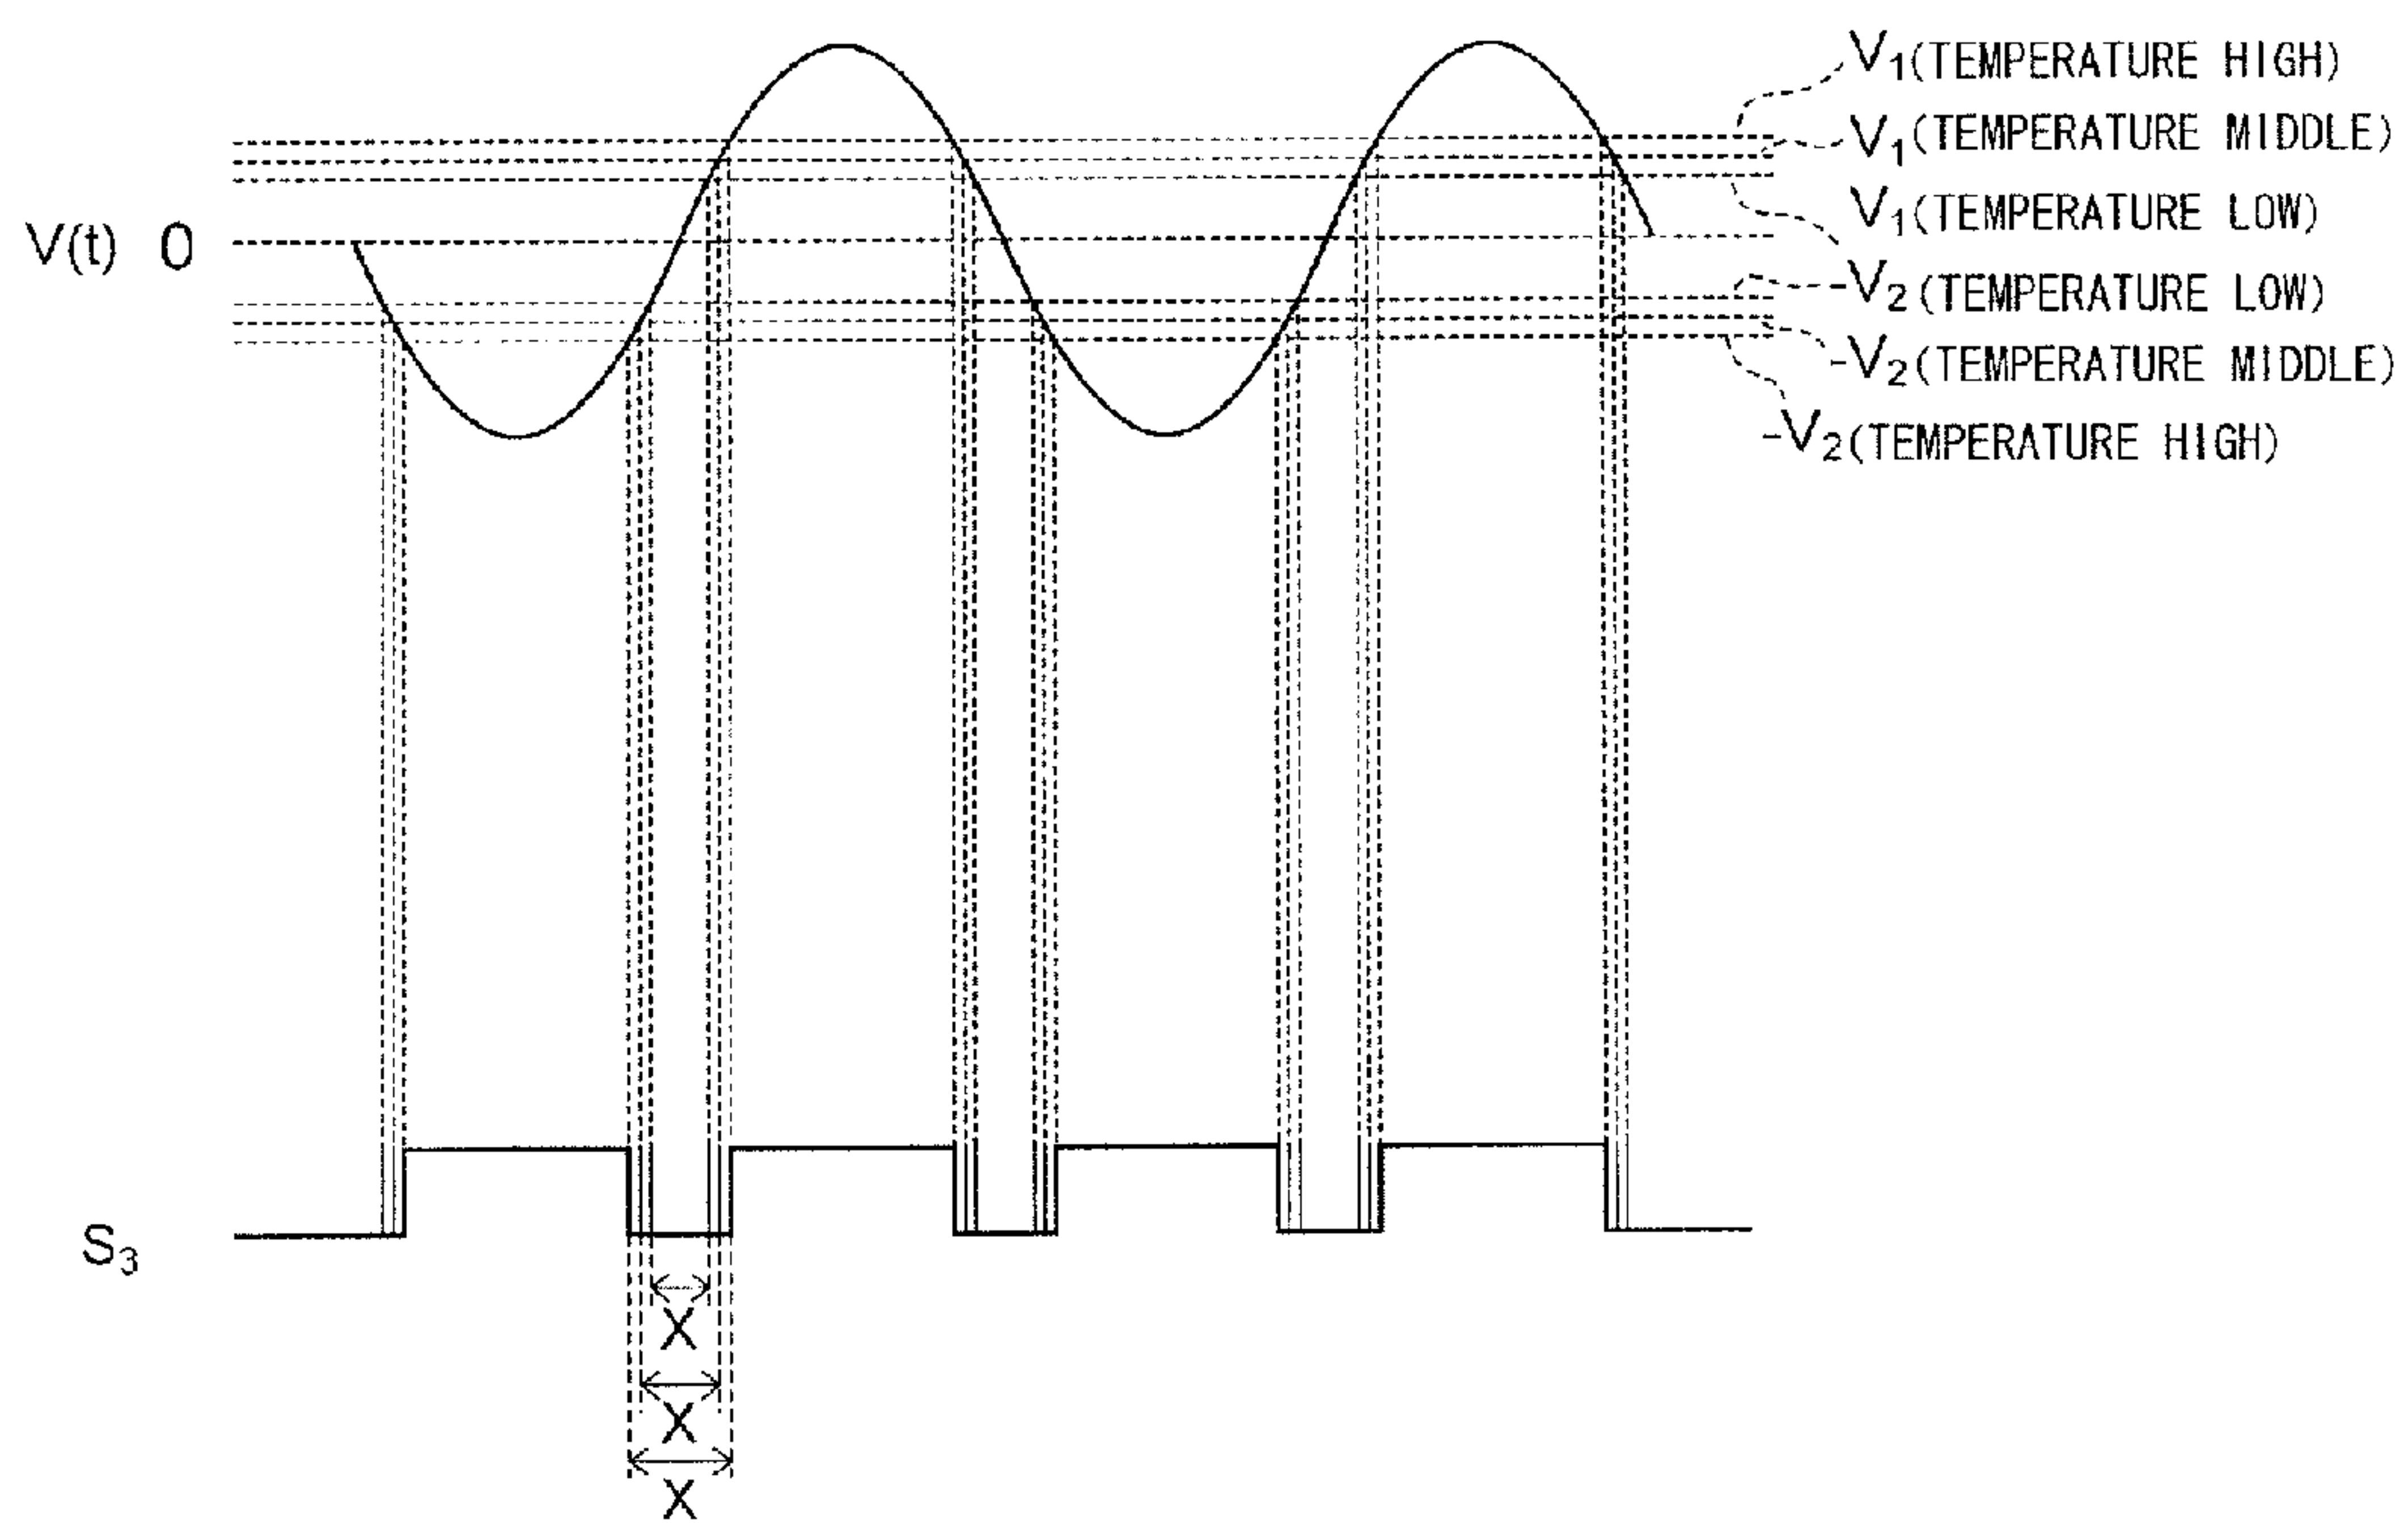 V₁(TEMPERATURE HIGH)
V₁(TEMPERATURE MIDDLE)
V₁(TEMPERATURE LOW)
V(t) 0
-V₂(TEMPERATURE LOW)
-V₂(TEMPERATURE MIDDLE)
-V₂(TEMPERATURE HIGH)
S₃
X
X
X